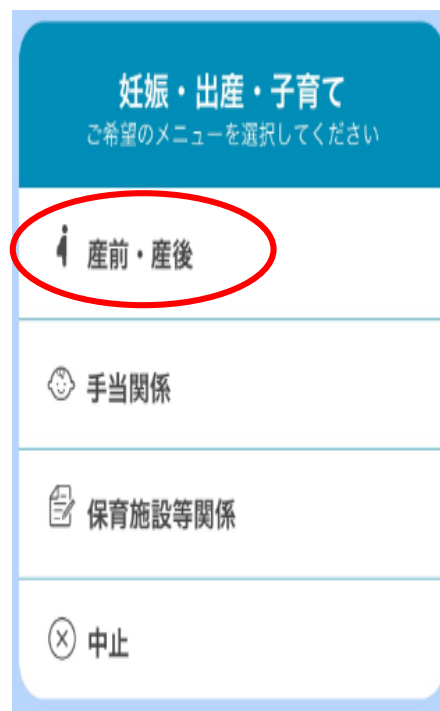 妊娠・出産・子育て
ご希望のメニューを選択してください
産前・産後
手当関係
保育施設等関係
中止